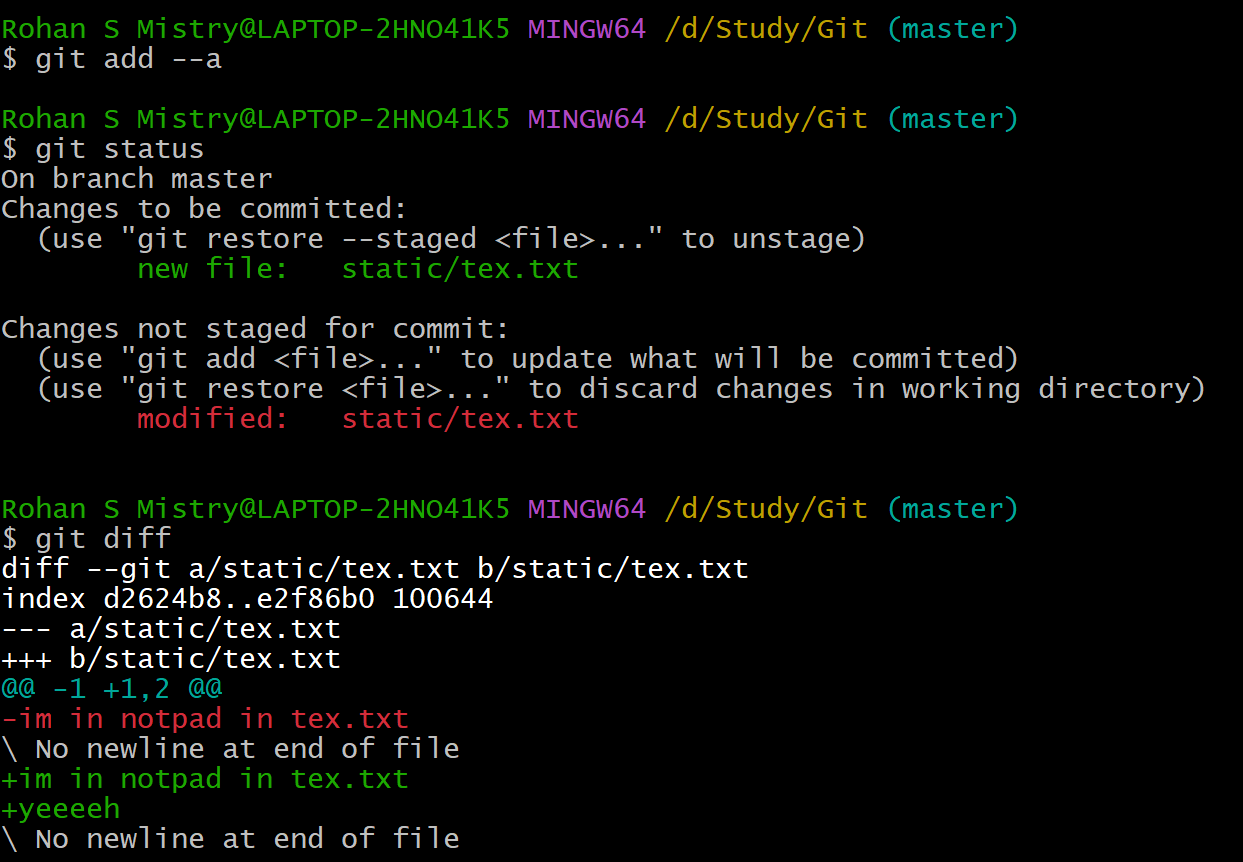 Rohan S Mistry@LAPTOP-2HNO41K5 MINGW64 /d/Study/Git (master)
$ git add --a
Rohan S Mistry@LAPTOP-2HNO41K5 MINGW64 /d/Study/Git (master)
$ git status
On branch master
Changes to be committed:
  (use "git restore --staged <file>..." to unstage)
        new file:   static/tex.txt
Changes not staged for commit:
  (use "git add <file>..." to update what will be committed)
  (use "git restore <file>..." to discard changes in working directory)
        modified:   static/tex.txt
Rohan S Mistry@LAPTOP-2HNO41K5 MINGW64 /d/Study/Git (master)
$ git diff
diff --git a/static/tex.txt b/static/tex.txt
index d2624b8..e2f86b0 100644
--- a/static/tex.txt
+++ b/static/tex.txt
@@ -1 +1,2 @@
-im in notpad in tex.txt
\ No newline at end of file
+im in notpad in tex.txt
+yeeeeh
\ No newline at end of file